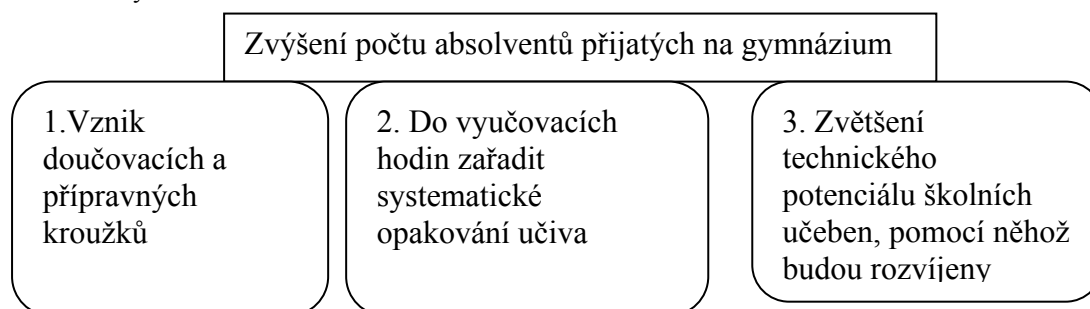 Zvýšení počtu absolventů přijatých na gymnázium
1.Vznik
doučovacích a
přípravných
kroužků
2. Do vyučovacích
hodin zařadit
systematické
opakování učiva
3. Zvětšení
technického
potenciálu školních
učeben, pomocí něhož
budou rozvíjeny